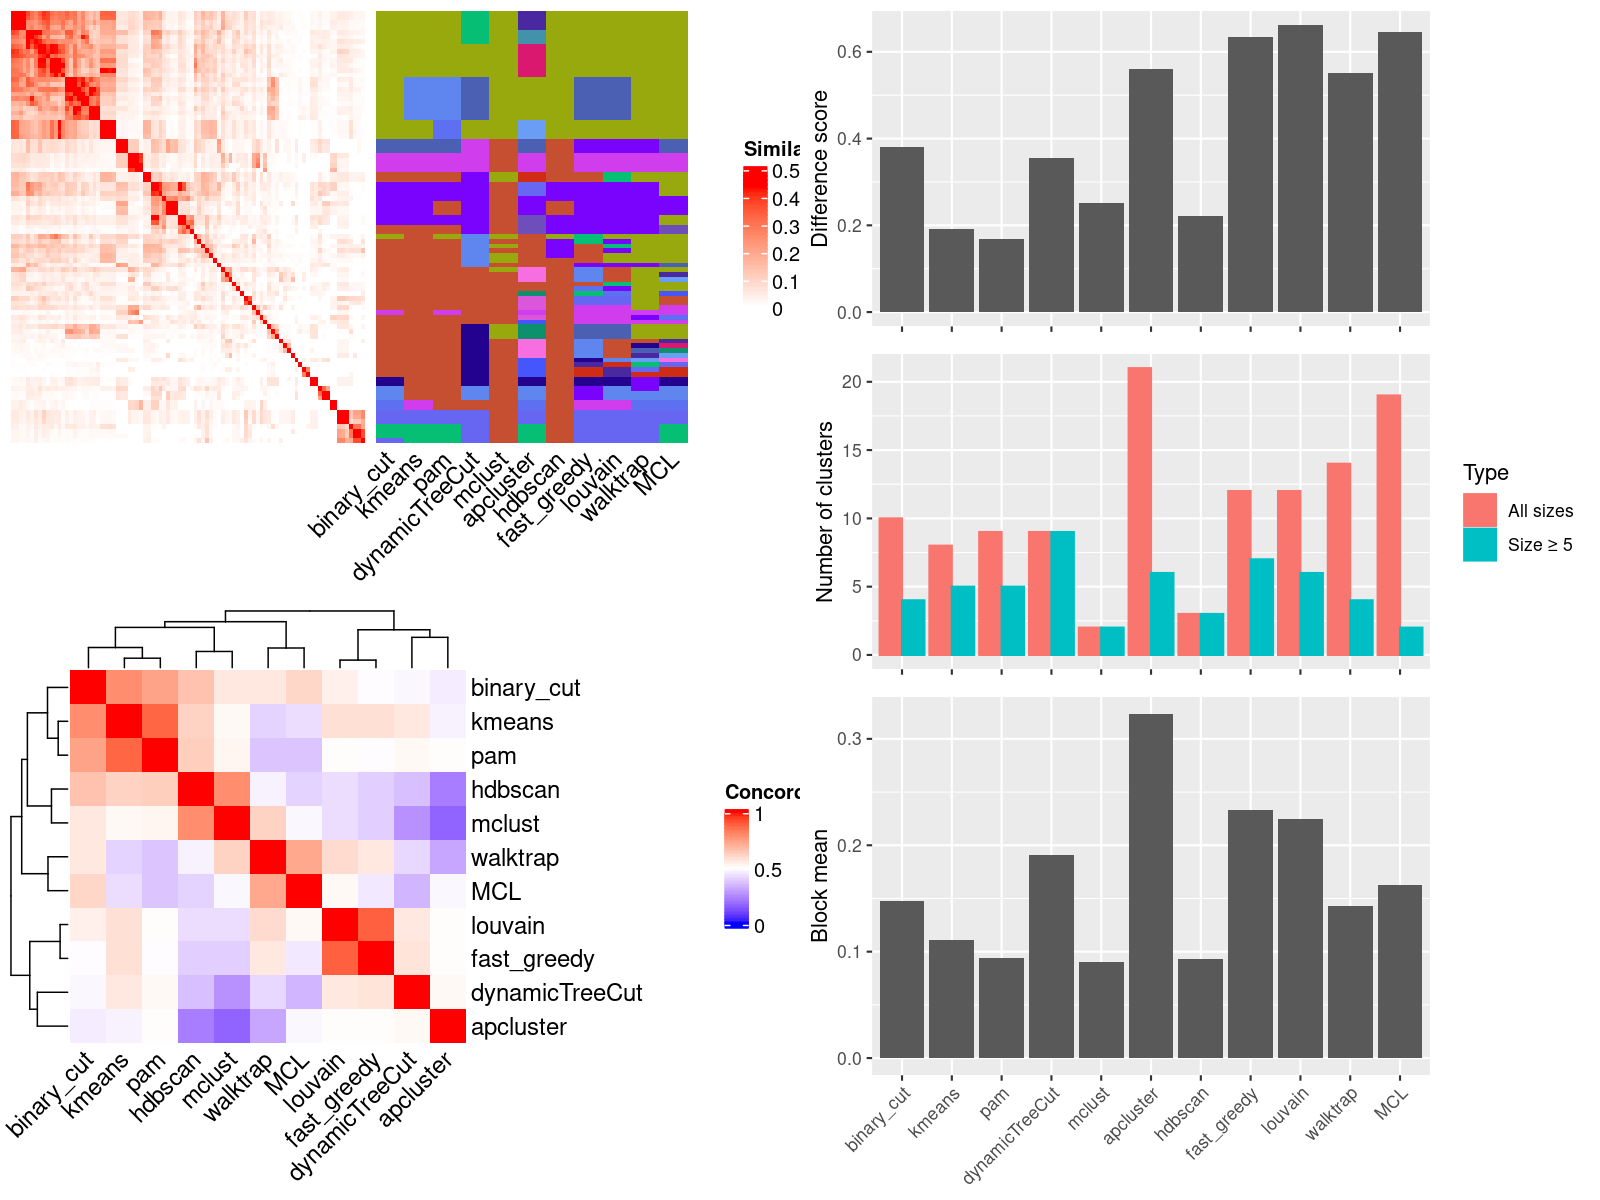 Simila
0.5
0.4
0.3
0.2
0.1
0
binary_cut
kmeans
pam
dynamicTreeCut
mclust
apcluster
hdbscan
fast_greedy
louvain
walktrap
MCL
binary_cut
kmeans
pam
hdbscan
mclust
walktrap
MCL
louvain
fast_greedy
dynamicTreeCut
apcluster
Concord
1
0.5
0
binary_cut
kmeans
pam
hdbscan
mclust
walktrap
MCL
louvain
fast_greedy
dynamicTreeCut
apcluster
Difference score
0.6
0.4
0.2
0.0
Number of clusters
20
15
10
5
0
Type
All sizes
Size ≥ 5
Block mean
0.3
0.2
0.1
0.0
binary_cut
kmeans
pam
dynamicTreeCut
mclust
apcluster
hdbscan
fast_greedy
louvain
walktrap
MCL